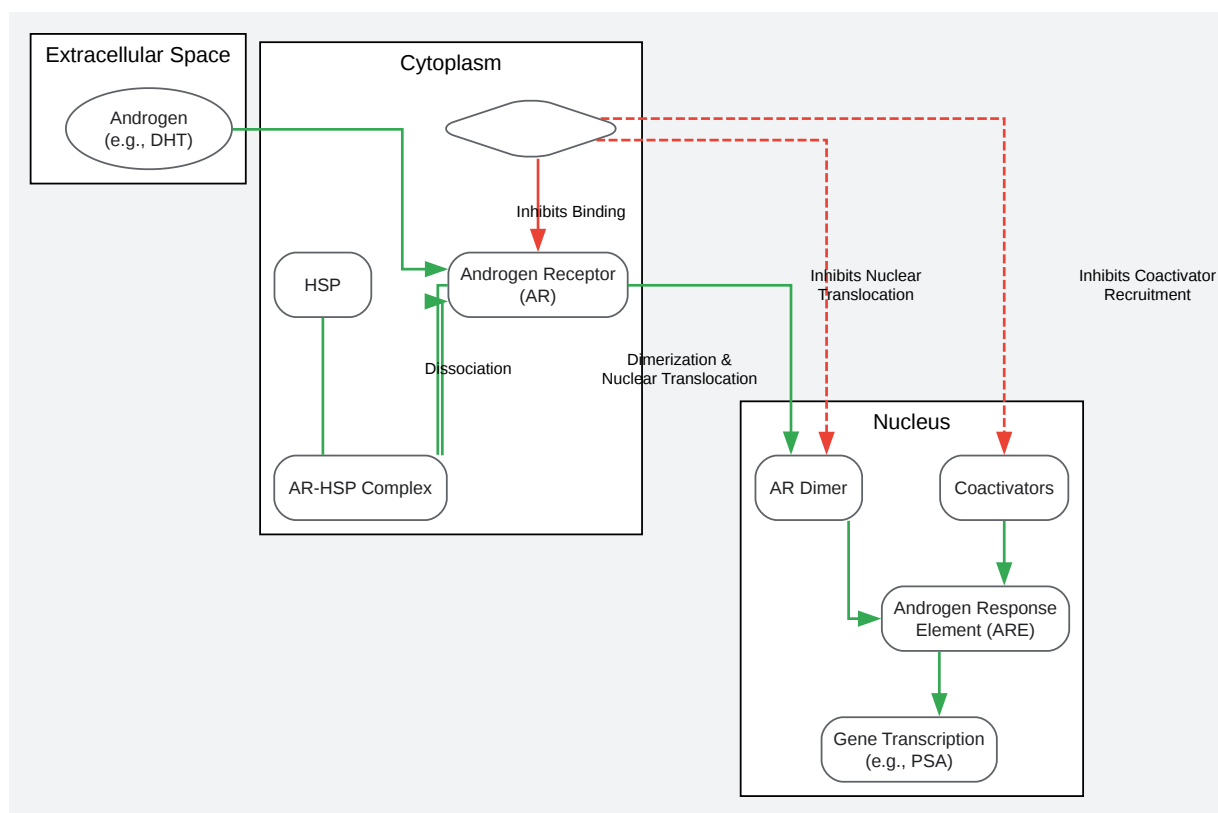 Extracellular Space
Androgen
(e.g., DHT)
Cytoplasm
Inhibits Binding
HSP
Androgen Receptor
(AR)
Dissociation
AR-HSP Complex
Dimerization &
Nuclear Translocation
Inhibits Nuclear
Translocation
Inhibits Coactivator
Recruitment
Nucleus
AR Dimer
Coactivators
Androgen Response
Element (ARE)
Gene Transcription
(e.g., PSA)